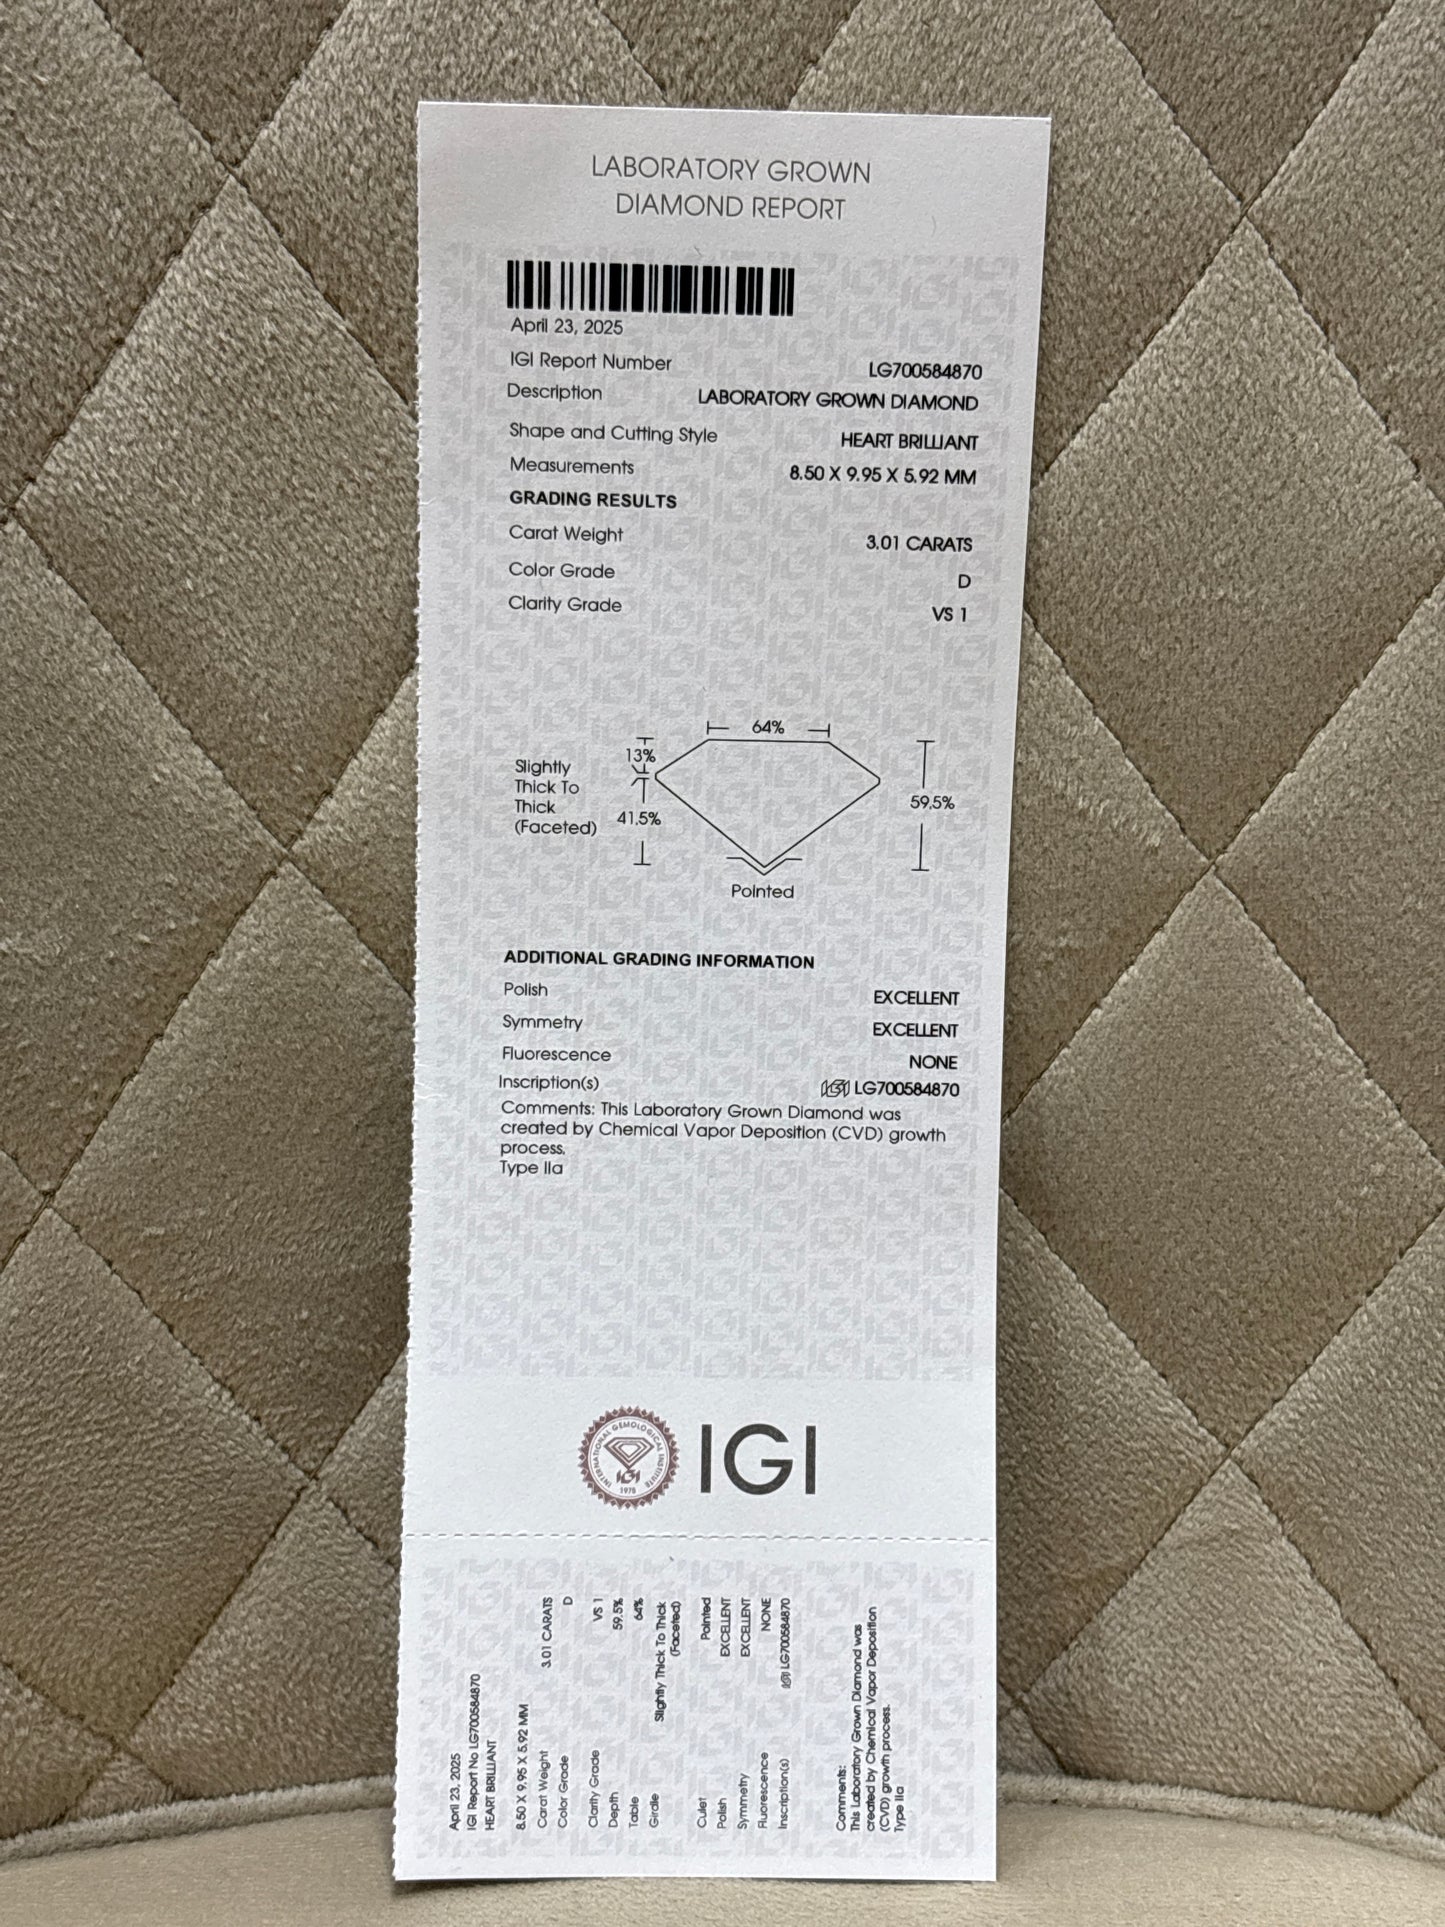 LABORATORY GROWN
DIAMOND REPORT
April 23, 2025
IGI Report Number LG700584870
Description LABORATORY GROWN DIAMOND
Shape and Cutting Style HEART BRILLIANT
Measurements 8.50 X 9.95 X 5.92 MM
GRADING RESULTS
Carat Weight 3.01 CARATS
Color Grade D
Clarity Grade VS 1
64%
13%
Slightly
Thick To
Thick
(Faceted)
41.5%
59.5%
Pointed
ADDITIONAL GRADING INFORMATION
Polish EXCELLENT
Symmetry EXCELLENT
Fluorescence NONE
Inscription(s) IGI LG700584870
Comments: This Laboratory Grown Diamond was
created by Chemical Vapor Deposition (CVD) growth
process.
Type IIa
INTERNATIONAL GEMOLOGICAL INSTITUTE
IGI
1975
IGI
April 23, 2025
IGI Report No LG700584870
HEART BRILLIANT
8.50 X 9.95 X 5.92 MM
Carat Weight 3.01 CARATS
Color Grade D
Clarity Grade VS 1
Depth 59.5%
Table 64%
Girdle Slightly Thick To Thick
(Faceted)
Culet Pointed
Polish EXCELLENT
Symmetry EXCELLENT
Fluorescence NONE
Inscription(s) IGI LG700584870
Comments:
This Laboratory Grown Diamond was
created by Chemical Vapor Deposition
(CVD) growth process.
Type IIa